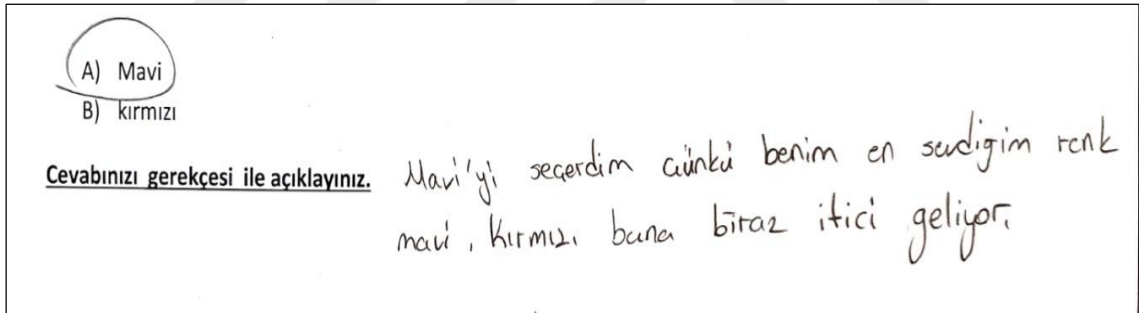 A) Mavi
B) kırmızı
Cevabınızı gerekçesi ile açıklayınız. Mavi'yi seçerdim çünkü benim en sevdiğim renk
mavi, kırmızı bana biraz itici geliyor.